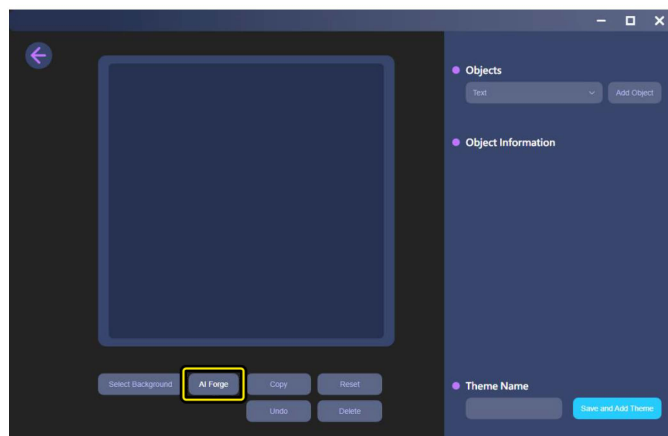 Objects
Text
Add Object
Object Information
Select Background
AI Forge
Copy
Reset
Undo
Delete
Theme Name
Save and Add Theme